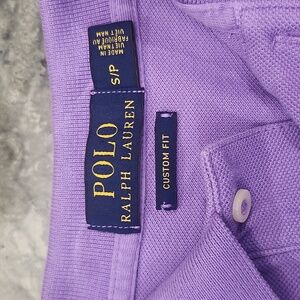 S/P
MADE IN
VIET NAM
FABRIQUÉ AU
VIETNAM
POLO
RALPH LAUREN
CUSTOM FIT